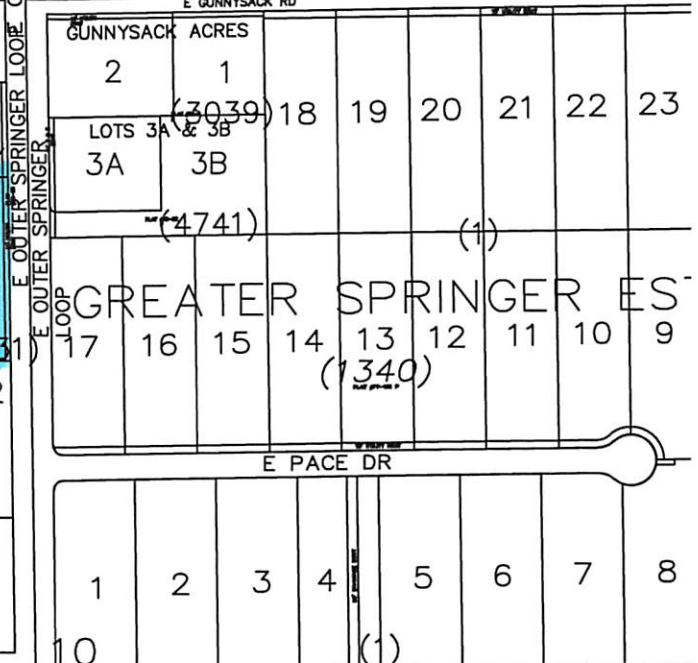 E GUNNYSACK RD
GUNNYSACK ACRES
2 1
(3039) 18 19 20 21 22 23
LOTS 3A & 3B
3A 3B
(4741) (1)
E OUTER SPRINGER LOOP
E OUTER SPRINGER
LOOP
GREATER SPRINGER EST
17 16 15 14 13 12 11 10 9
31)
(1340)
E PACE DR
1 2 3 4 5 6 7 8
10 (1)